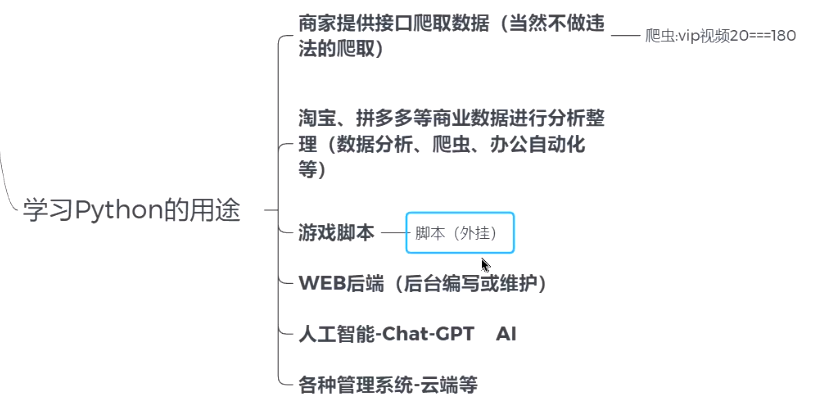 商家提供接口爬取数据（当然不做违
法的爬取）
爬虫:vip视频20===180
淘宝、拼多多等商业数据进行分析整
理（数据分析、爬虫、办公自动化
等）
学习Python的用途
游戏脚本
脚本（外挂）
WEB后端（后台编写或维护）
人工智能-Chat-GPT AI
各种管理系统-云端等